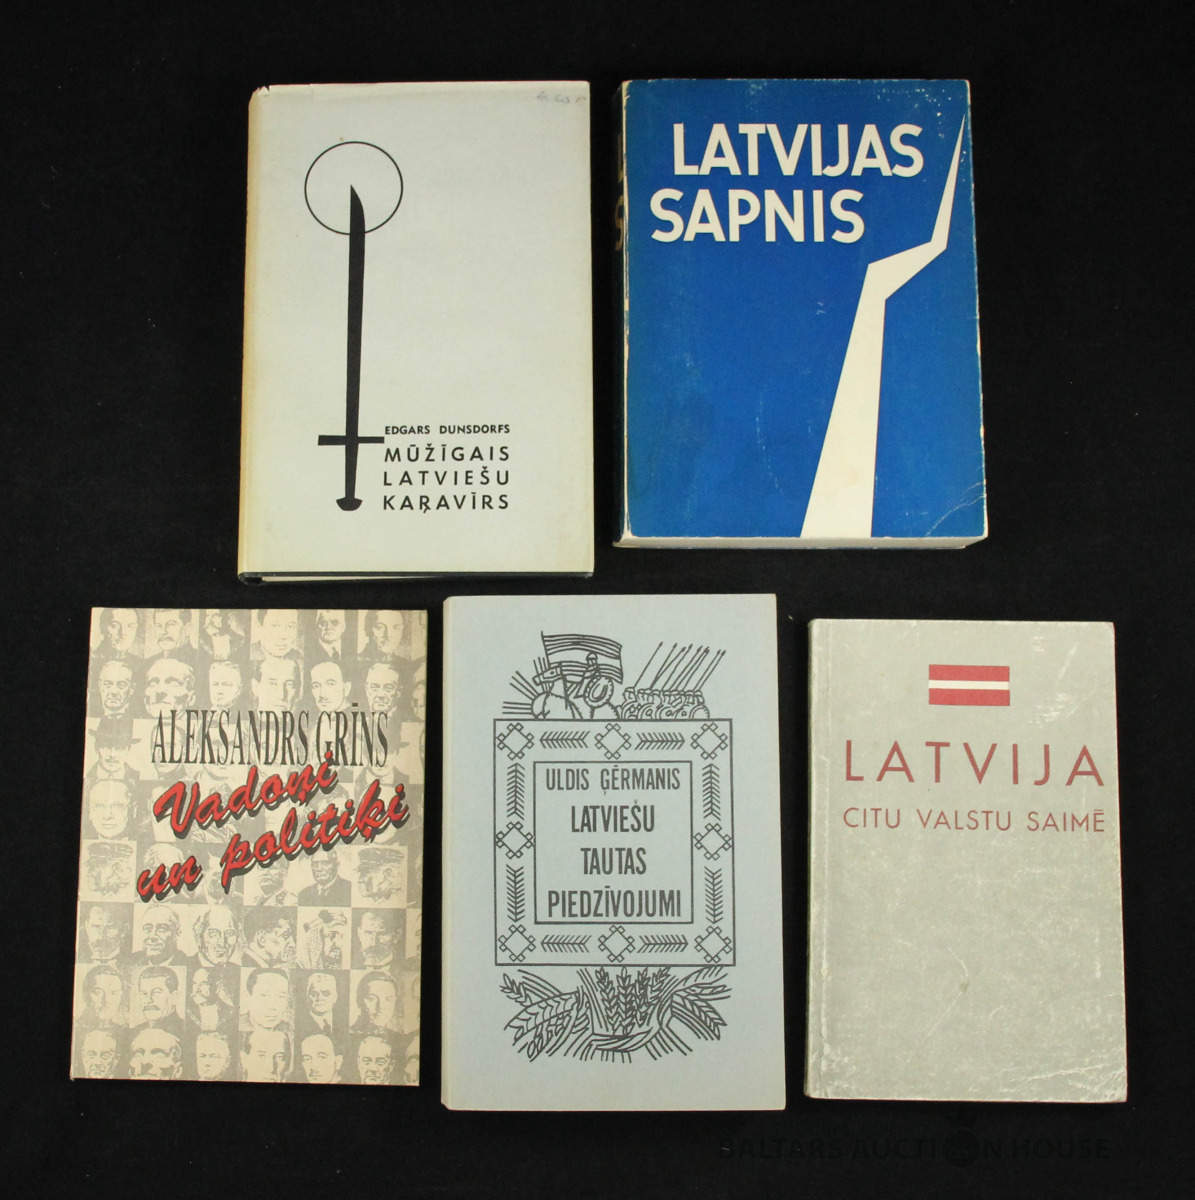 EDGARS DUNSDORFS
MŪŽĪGAIS
LATVIEŠU
KAŖAVĪRS
LATVIJAS
SAPNIS
ALEKSANDRS GRĪNS
Vadoņi
un politiķi
ULDIS ĢĒRMANIS
LATVIEŠU
TAUTAS
PIEDZĪVOJUMI
LATVIJA
CITU VALSTU SAIMĒ
BALTARS AUCTION HOUSE